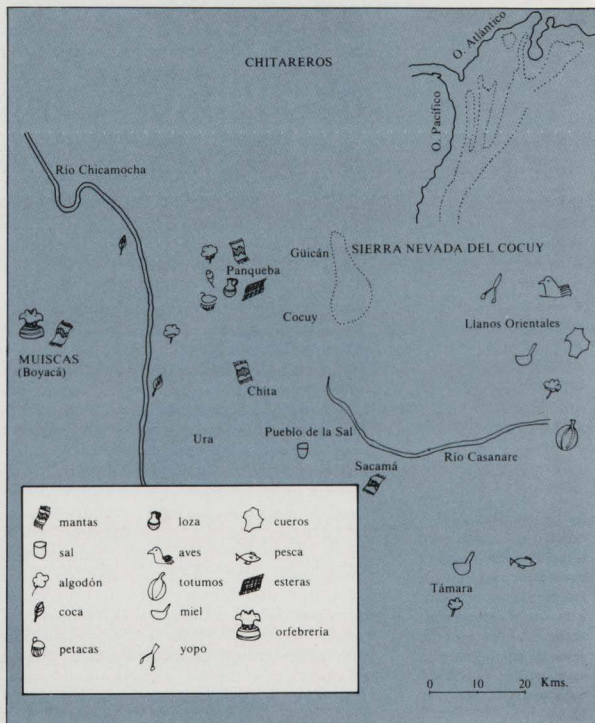 CHITAREROS
O. Atlántico
O. Pacífico
Río Chicamocha
Güicán
SIERRA NEVADA DEL COCUY
Panqueba
Cocuy
Llanos Orientales
MUISCAS
(Boyacá)
Chita
Ura
Pueblo de la Sal
Río Casanare
Sacamá
Támara
mantas
loza
cueros
sal
aves
pesca
algodón
totumos
esteras
coca
miel
orfebrería
petacas
yopo
0 10 20 Kms.